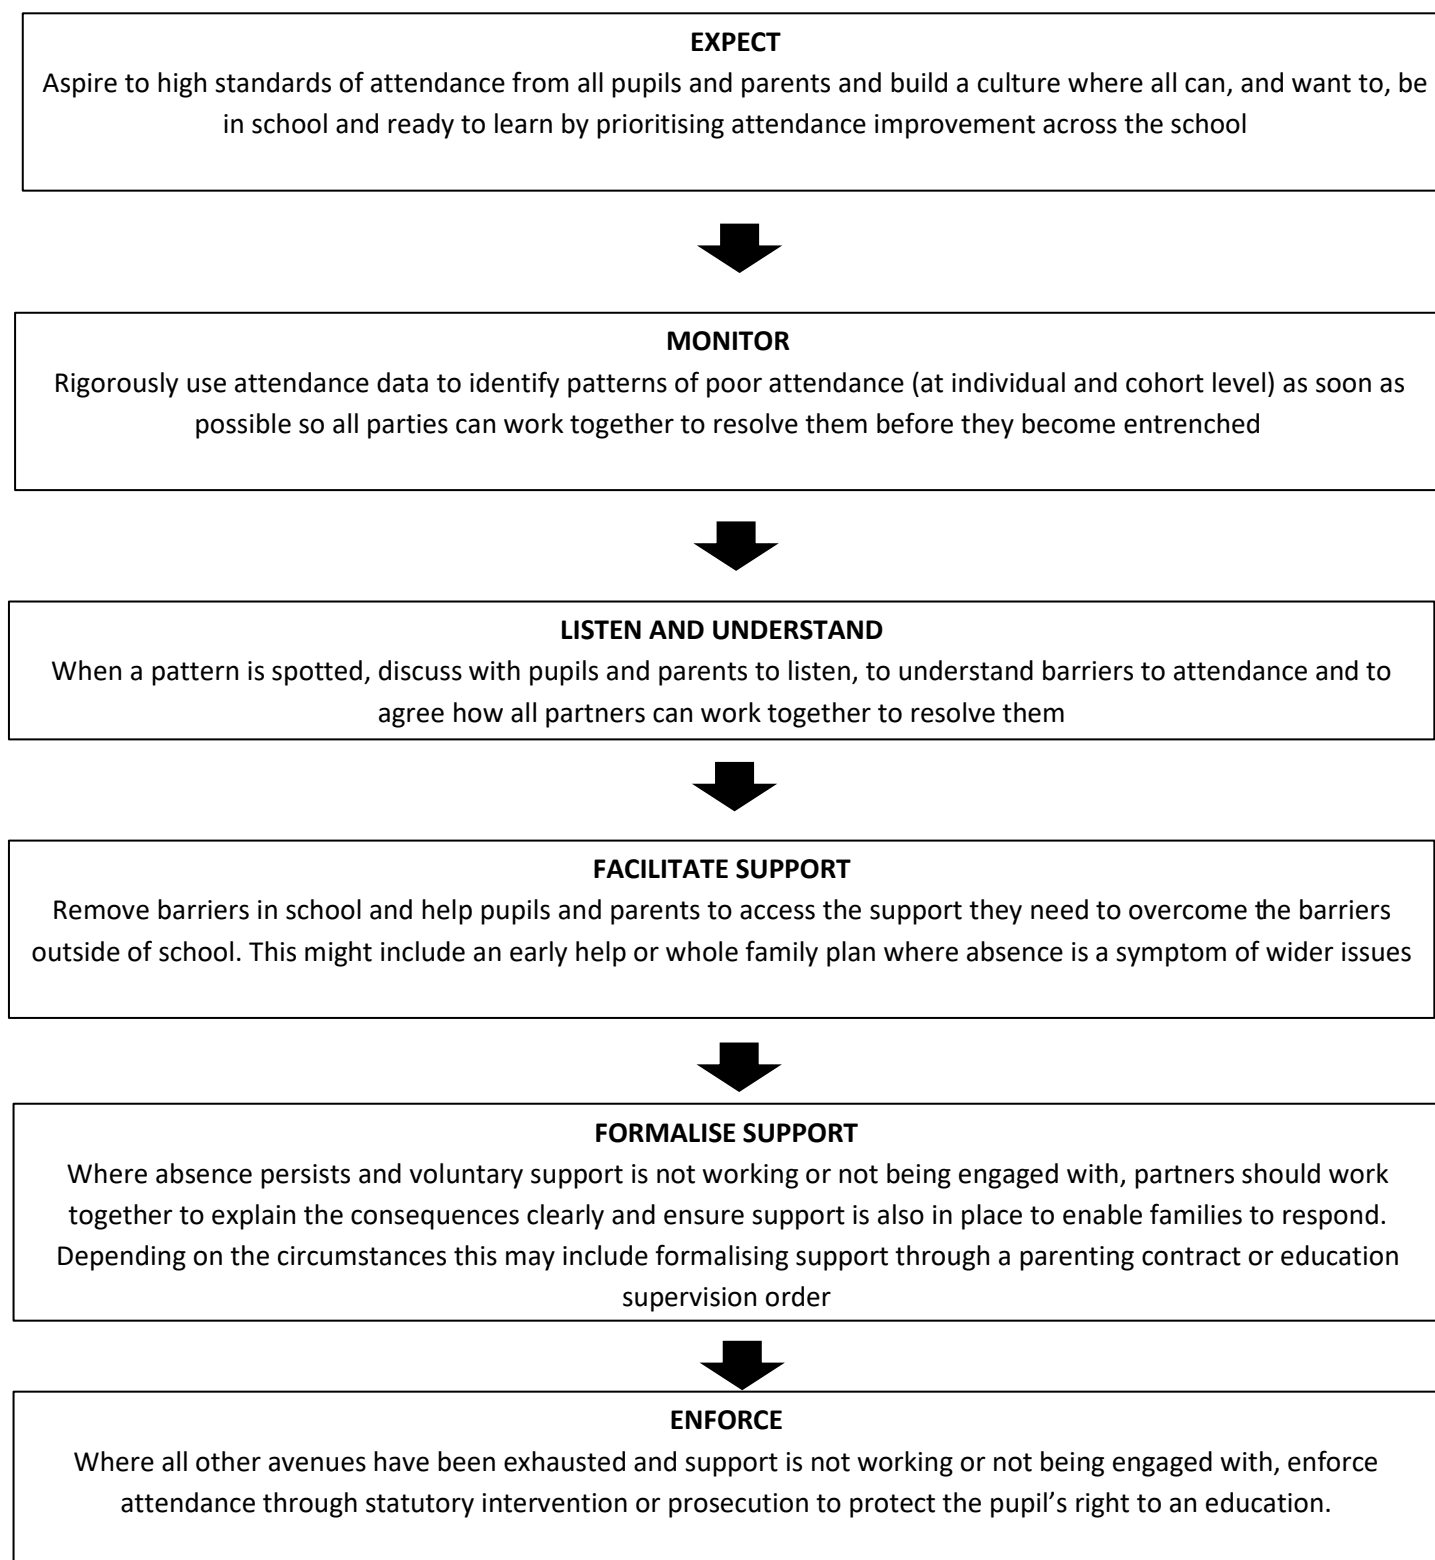 EXPECT
Aspire to high standards of attendance from all pupils and parents and build a culture where all can, and want to, be
in school and ready to learn by prioritising attendance improvement across the school
MONITOR
Rigorously use attendance data to identify patterns of poor attendance (at individual and cohort level) as soon as
possible so all parties can work together to resolve them before they become entrenched
LISTEN AND UNDERSTAND
When a pattern is spotted, discuss with pupils and parents to listen, to understand barriers to attendance and to
agree how all partners can work together to resolve them
FACILITATE SUPPORT
Remove barriers in school and help pupils and parents to access the support they need to overcome the barriers
outside of school. This might include an early help or whole family plan where absence is a symptom of wider issues
FORMALISE SUPPORT
Where absence persists and voluntary support is not working or not being engaged with, partners should work
together to explain the consequences clearly and ensure support is also in place to enable families to respond.
Depending on the circumstances this may include formalising support through a parenting contract or education
supervision order
ENFORCE
Where all other avenues have been exhausted and support is not working or not being engaged with, enforce
attendance through statutory intervention or prosecution to protect the pupil’s right to an education.